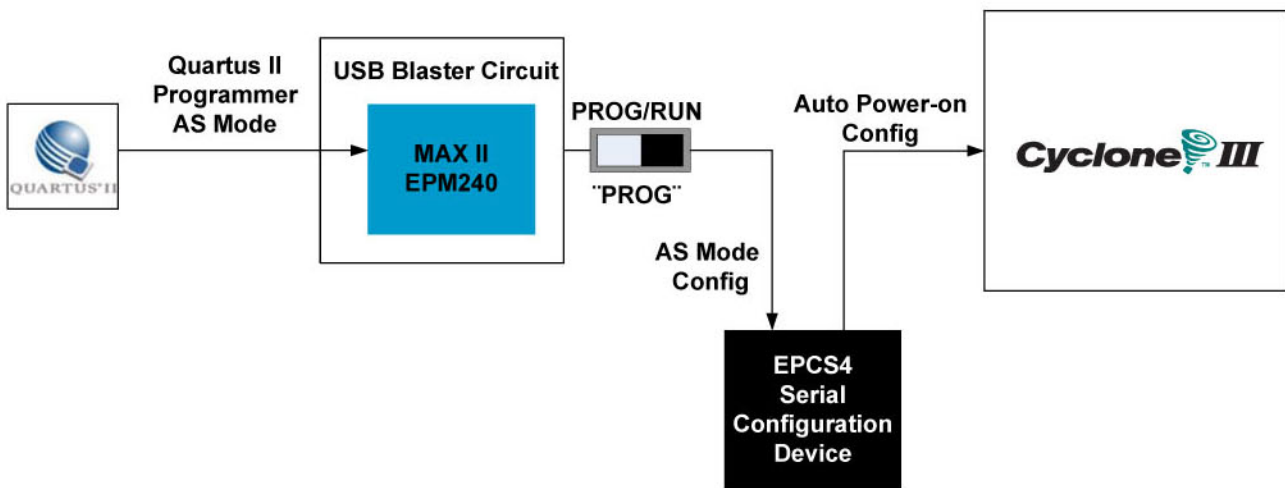 Quartus II
Programmer
AS Mode
QUARTUS® II
USB Blaster Circuit
MAX II
EPM240
PROG/RUN
¨PROG¨
AS Mode
Config
EPCS4
Serial
Configuration
Device
Auto Power-on
Config
Cyclone™ III